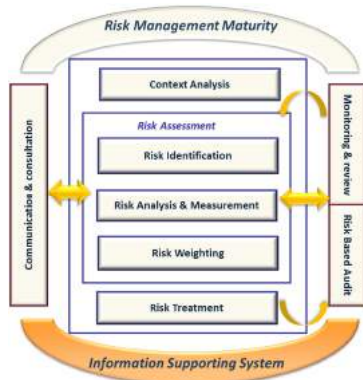 Risk Management Maturity
Context Analysis
Risk Assessment
Risk Identification
Risk Analysis & Measurement
Risk Weighting
Risk Treatment
Communication & consultation
Monitoring & review
Risk Based Audit
Information Supporting System